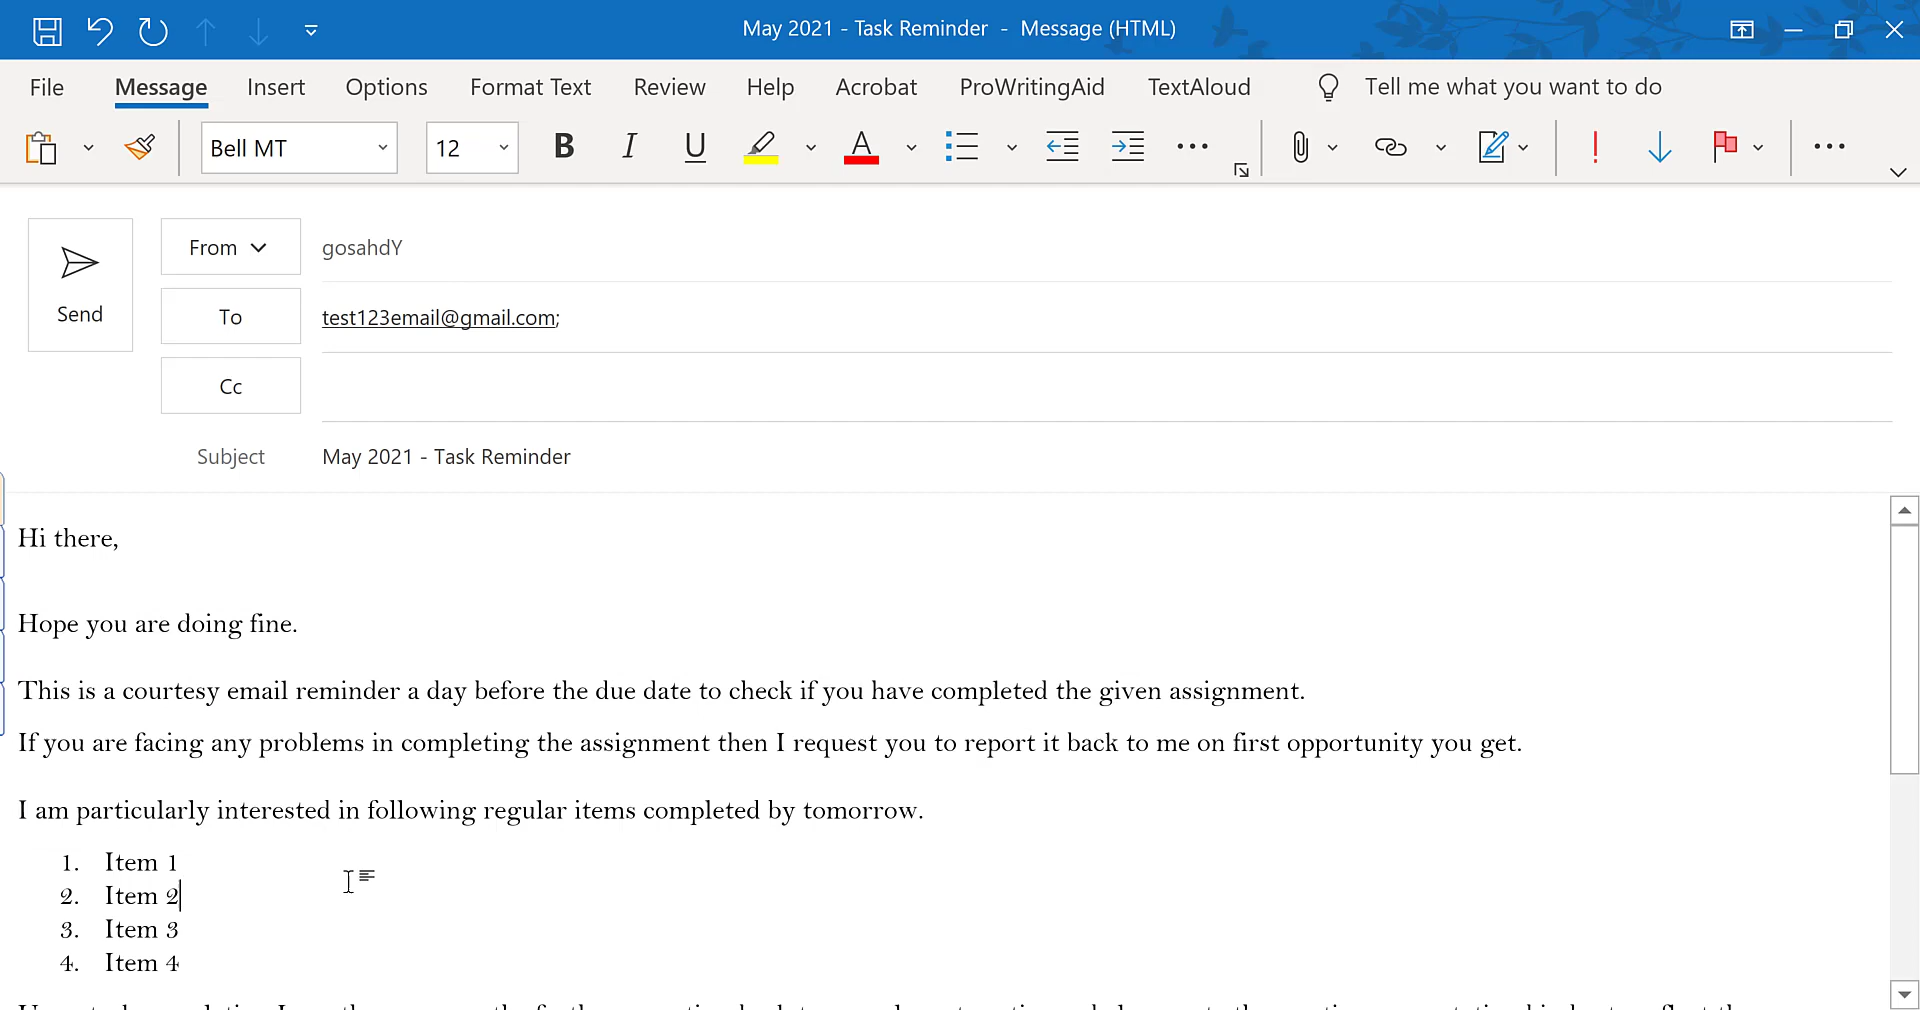 May 2021 - Task Reminder - Message (HTML)
File Message Insert Options Format Text Review Help Acrobat ProWritingAid TextAloud Tell me what you want to do
Bell MT 12 B I U A
From gosahdY
Send
To test123email@gmail.com;
Cc
Subject May 2021 - Task Reminder
Hi there,
Hope you are doing fine.
This is a courtesy email reminder a day before the due date to check if you have completed the given assignment.
If you are facing any problems in completing the assignment then I request you to report it back to me on first opportunity you get.
I am particularly interested in following regular items completed by tomorrow.
1. Item 1
2. Item 2
3. Item 3
4. Item 4